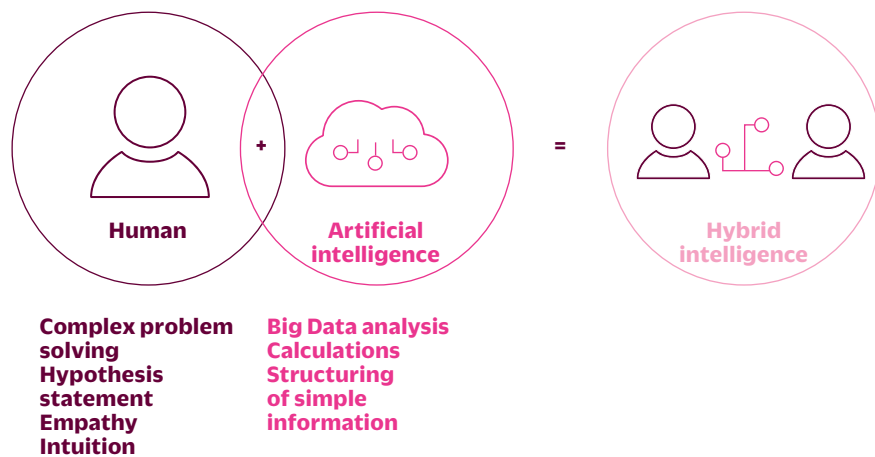 +
=
Human
Artificial
intelligence
Hybrid
intelligence
Complex problem
solving
Hypothesis
statement
Empathy
Intuition
Big Data analysis
Calculations
Structuring
of simple
information